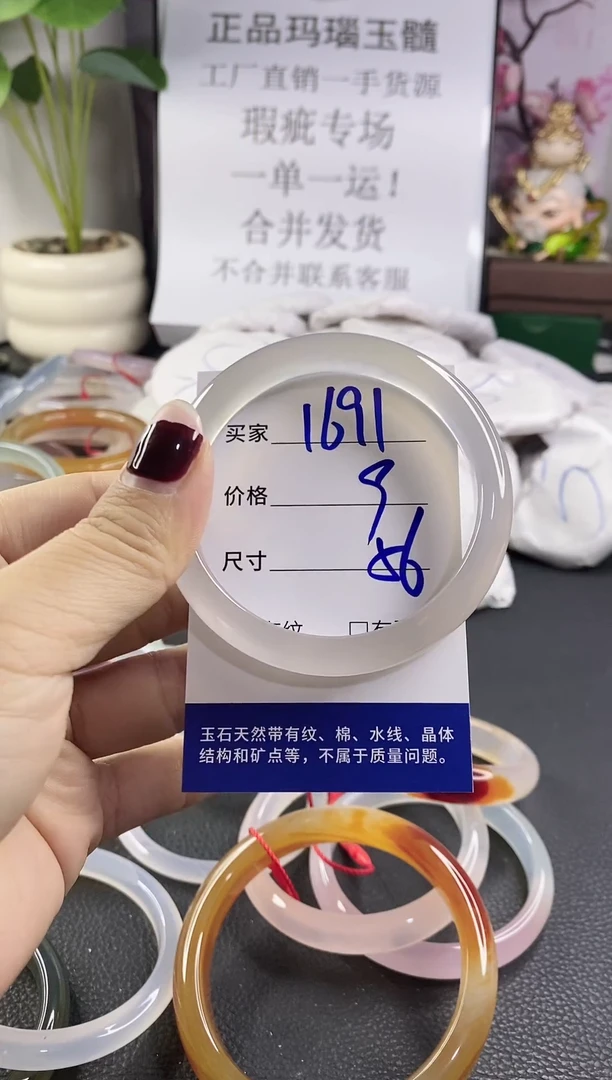 正品玛瑙玉髓
工厂直销一手货源
瑕疵专场
一单一运！
合并发货
不合并联系客服
买家 1691
价格 9
尺寸 56
纹 □有
玉石天然带有纹、棉、水线、晶体
结构和矿点等，不属于质量问题。